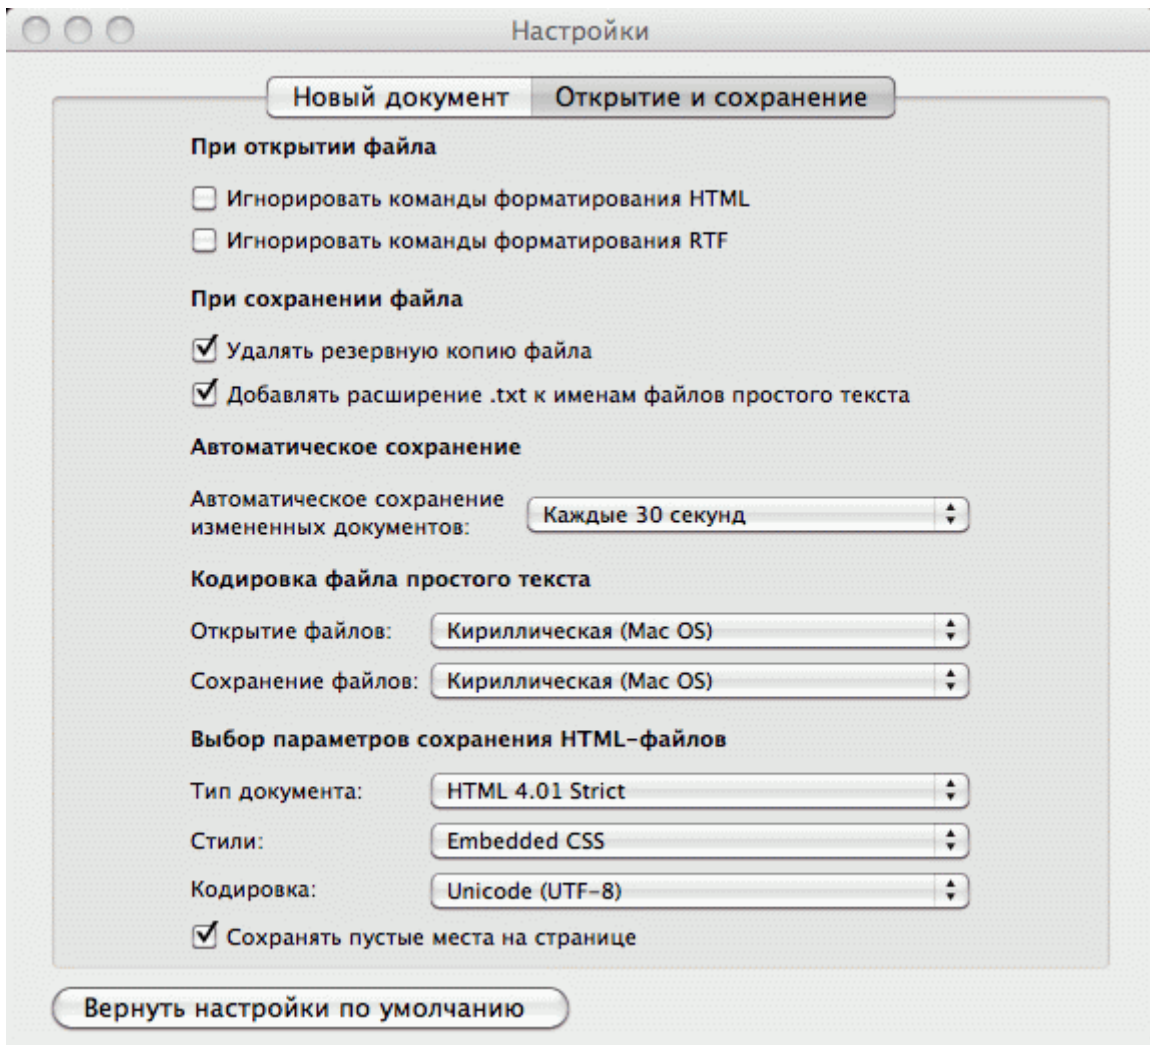 Настройки
Новый документ Открытие и сохранение
При открытии файла
Игнорировать команды форматирования HTML
Игнорировать команды форматирования RTF
При сохранении файла
Удалять резервную копию файла
Добавлять расширение .txt к именам файлов простого текста
Автоматическое сохранение
Автоматическое сохранение
измененных документов: Каждые 30 секунд
Кодировка файла простого текста
Открытие файлов: Кириллическая (Mac OS)
Сохранение файлов: Кириллическая (Mac OS)
Выбор параметров сохранения HTML-файлов
Тип документа: HTML 4.01 Strict
Стили: Embedded CSS
Кодировка: Unicode (UTF-8)
Сохранять пустые места на странице
Вернуть настройки по умолчанию